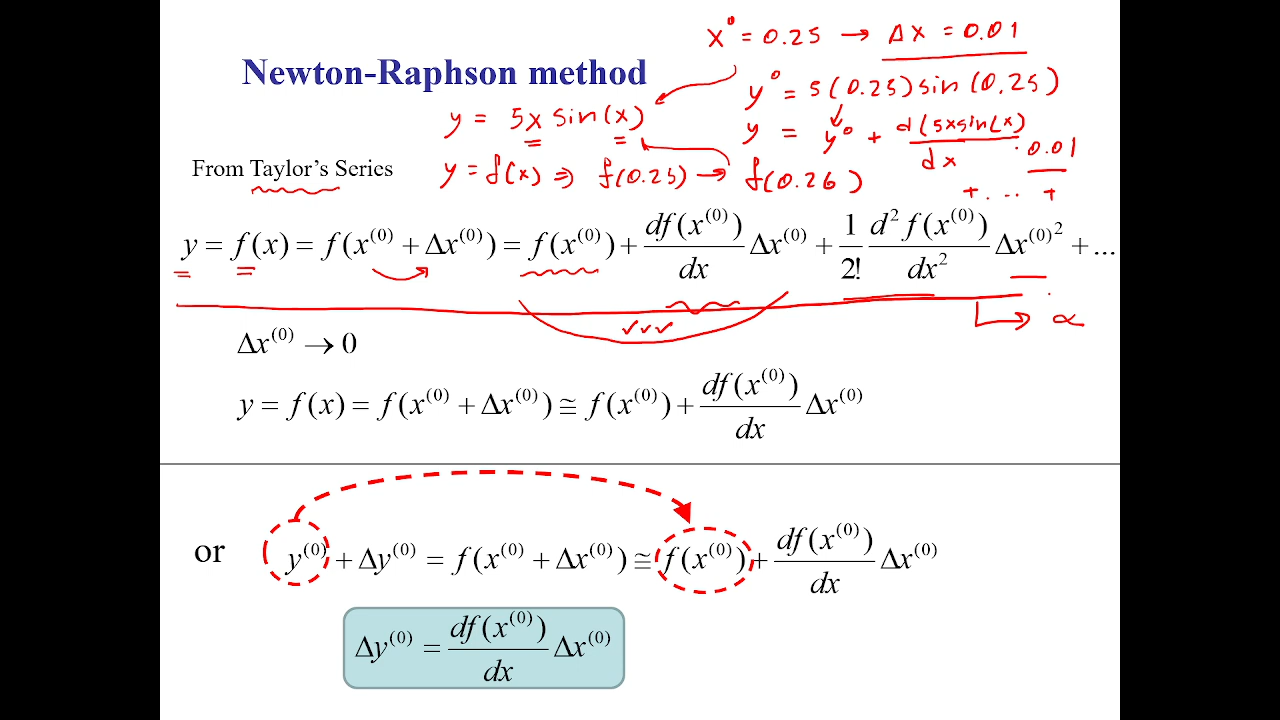 x⁰ = 0.25 → Δx = 0.01
Newton-Raphson method
y⁰ = 5(0.25)sin(0.25)
y = 5x sin(x)
y = y⁰ + d(5xsin(x) / dx · 0.01
+ ... +
From Taylor's Series
y = f(x) ⇒ f(0.25) → f(0.26)
y = f(x) = f(x⁽⁰⁾ + Δx⁽⁰⁾) = f(x⁽⁰⁾) + df(x⁽⁰⁾)/dx Δx⁽⁰⁾ + 1/2! d²f(x⁽⁰⁾)/dx² Δx⁽⁰⁾² + ...
✓✓✓
→ ∝
Δx⁽⁰⁾ → 0
y = f(x) = f(x⁽⁰⁾ + Δx⁽⁰⁾) ≅ f(x⁽⁰⁾) + df(x⁽⁰⁾)/dx Δx⁽⁰⁾
or y⁽⁰⁾ + Δy⁽⁰⁾ = f(x⁽⁰⁾ + Δx⁽⁰⁾) ≅ f(x⁽⁰⁾) + df(x⁽⁰⁾)/dx Δx⁽⁰⁾
Δy⁽⁰⁾ = df(x⁽⁰⁾)/dx Δx⁽⁰⁾